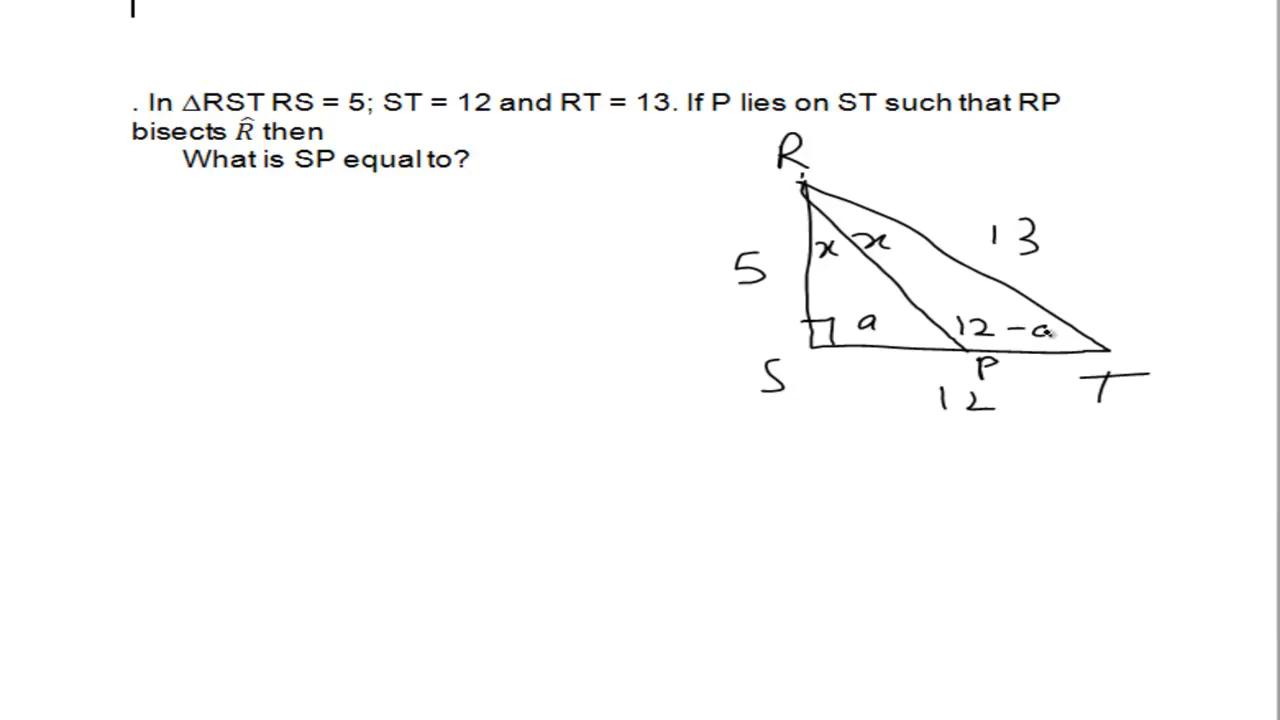 . In ΔRST RS = 5; ST = 12 and RT = 13. If P lies on ST such that RP
bisects R̂ then
What is SP equal to?
R
13
x x
5
a 12 - a
P
S 12 T